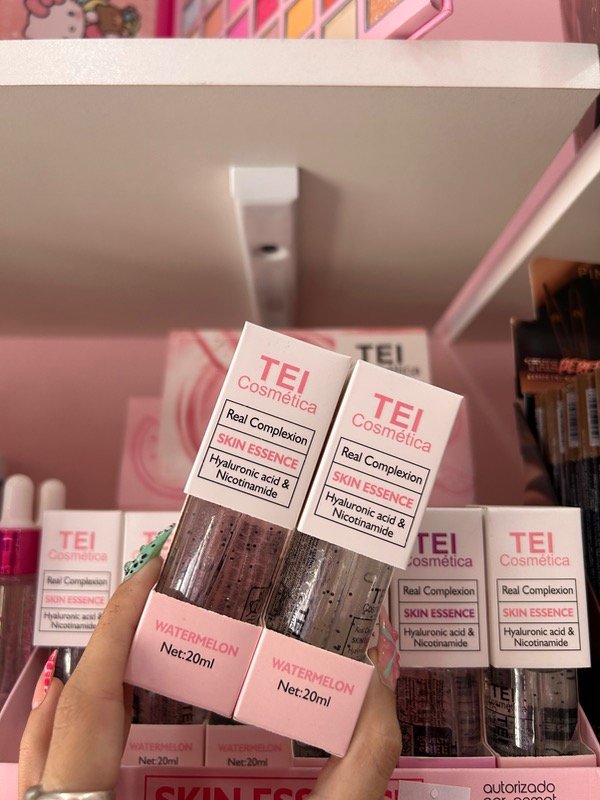 TEI
Cosmética
Real Complexion
SKIN ESSENCE
Hyaluronic acid &
Nicotinamide
WATERMELON
Net:20ml
TEI
Cosmética
Real Complexion
SKIN ESSENCE
Hyaluronic acid &
Nicotinamide
WATERMELON
Net:20ml
TEI
TEI
Cosmética
Real Complexion
SKIN ESSENCE
Hyaluronic acid &
Nicotinamide
WATERMELON
Net:20ml
WATERMELON
Net:20ml
TEI
Cosmética
Real Complexion
SKIN ESSENCE
Hyaluronic acid &
Nicotinamide
TEI
Cosmética
Real Complexion
SKIN ESSENCE
Hyaluronic acid &
Nicotinamide
autorizado